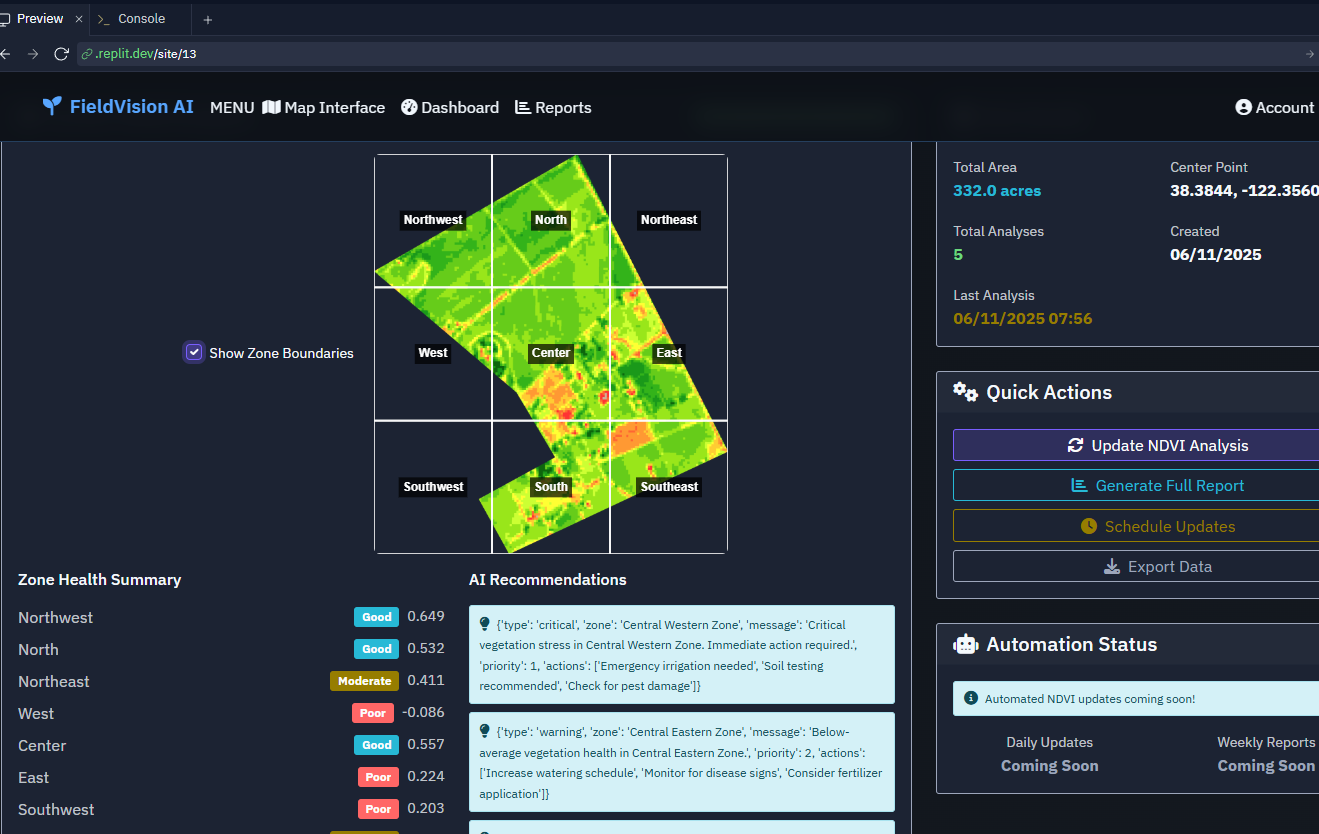 Preview
Console
.replit.dev/site/13
FieldVision AI
MENU
Map Interface
Dashboard
Reports
Account
Northwest
North
Northeast
West
Center
East
Southwest
South
Southeast
Show Zone Boundaries
Total Area
332.0 acres
Center Point
38.3844, -122.3560
Total Analyses
5
Created
06/11/2025
Last Analysis
06/11/2025 07:56
Quick Actions
Update NDVI Analysis
Generate Full Report
Schedule Updates
Export Data
Zone Health Summary
Northwest Good 0.649
North Good 0.532
Northeast Moderate 0.411
West Poor -0.086
Center Good 0.557
East Poor 0.224
Southwest Poor 0.203
AI Recommendations
{'type': 'critical', 'zone': 'Central Western Zone', 'message': 'Critical
vegetation stress in Central Western Zone. Immediate action required.',
'priority': 1, 'actions': ['Emergency irrigation needed', 'Soil testing
recommended', 'Check for pest damage']}
{'type': 'warning', 'zone': 'Central Eastern Zone', 'message': 'Below-
average vegetation health in Central Eastern Zone.', 'priority': 2, 'actions':
['Increase watering schedule', 'Monitor for disease signs', 'Consider fertilizer
application']}
Automation Status
Automated NDVI updates coming soon!
Daily Updates
Coming Soon
Weekly Reports
Coming Soon